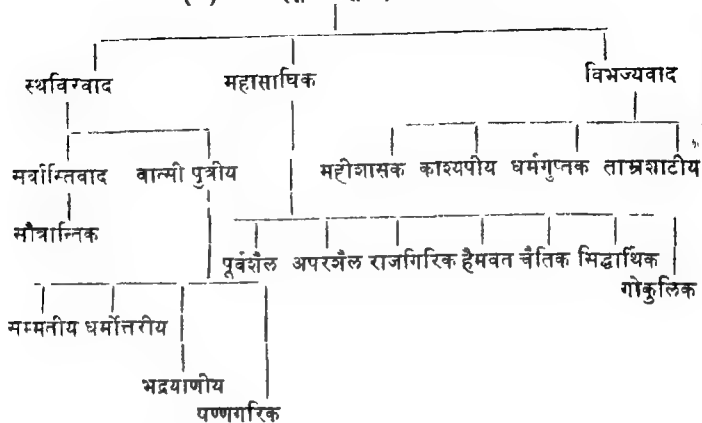 स्थविरवाद महासाघिक विभज्यवाद
सर्वास्तिवाद वात्सी पुत्रीय महीशासक काश्यपीय धर्मगुप्तक ताम्रशाटीय
सौत्रान्तिक
पूर्वशैल अपरशैल राजगिरिक हैमवत चैतिक सिद्धार्थिक
गोकुलिक
सम्मतीय धर्मोत्तरीय
भद्रयाणीय
पण्णगरिक